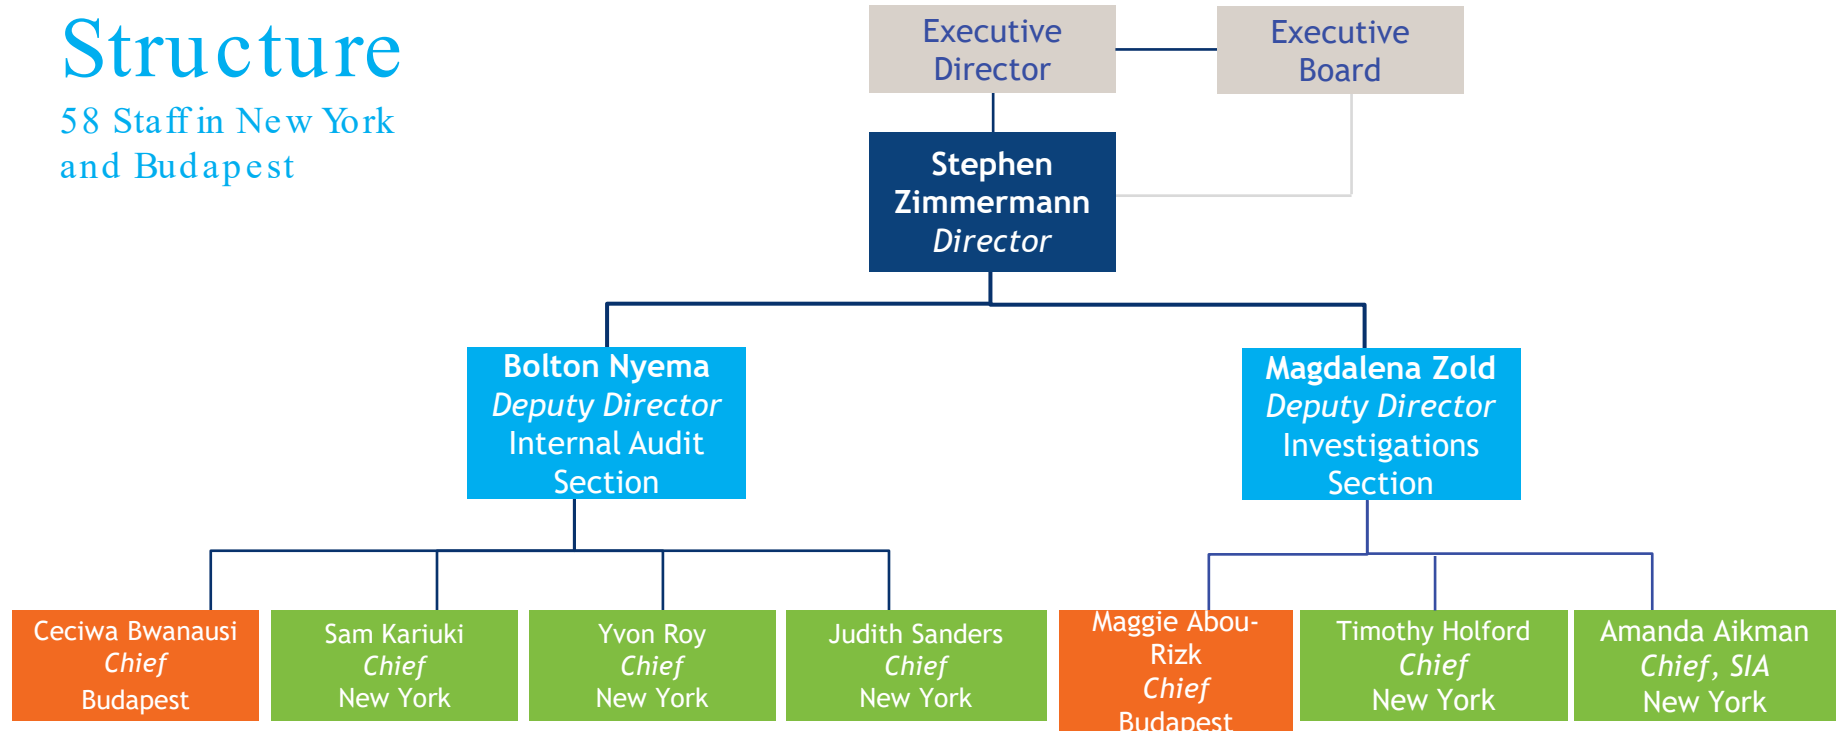 Structure
58 Staff in New York
and Budapest
Executive
Director
Executive
Board
Stephen
Zimmermann
Director
Bolton Nyema
Deputy Director
Internal Audit
Section
Magdalena Zold
Deputy Director
Investigations
Section
Ceciwa Bwanausi
Chief
Budapest
Sam Kariuki
Chief
New York
Yvon Roy
Chief
New York
Judith Sanders
Chief
New York
Maggie Abou-
Rizk
Chief
Budapest
Timothy Holford
Chief
New York
Amanda Aikman
Chief, SIA
New York